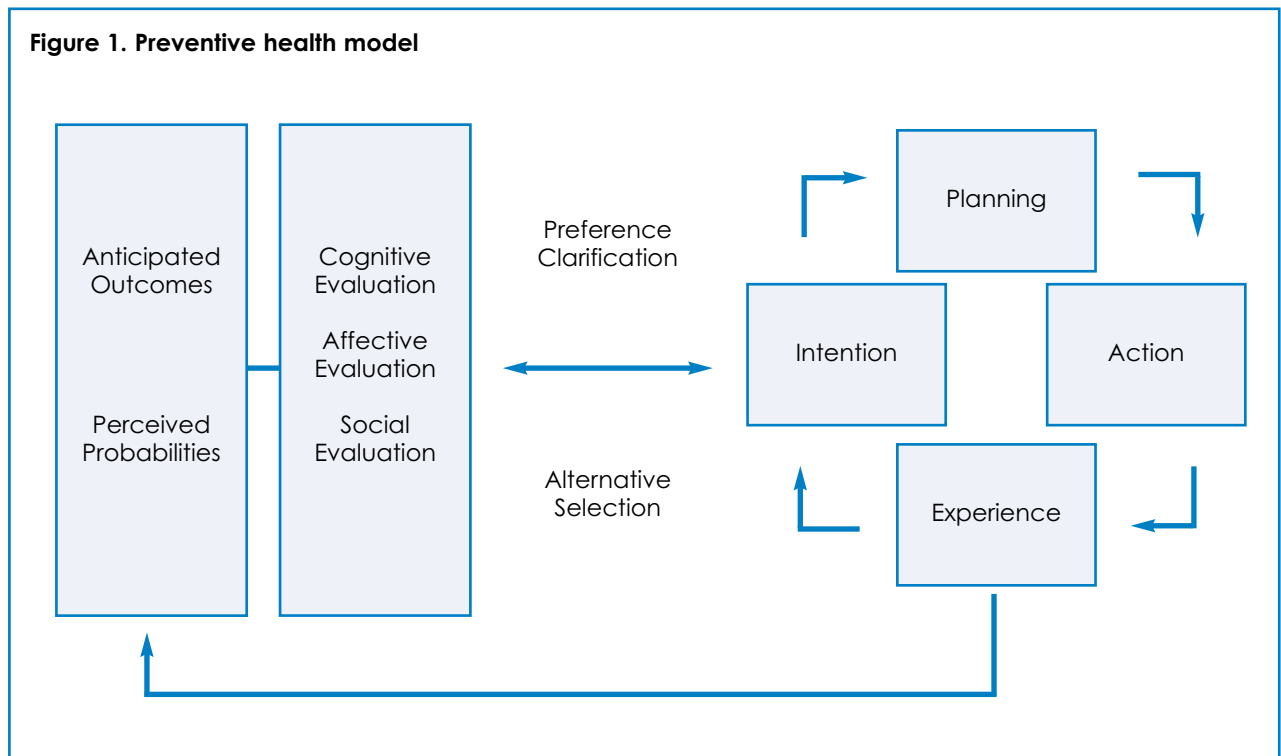 Figure 1. Preventive health model
Anticipated
Outcomes
Perceived
Probabilities
Cognitive
Evaluation
Affective
Evaluation
Social
Evaluation
Preference
Clarification
Alternative
Selection
Planning
Intention
Action
Experience